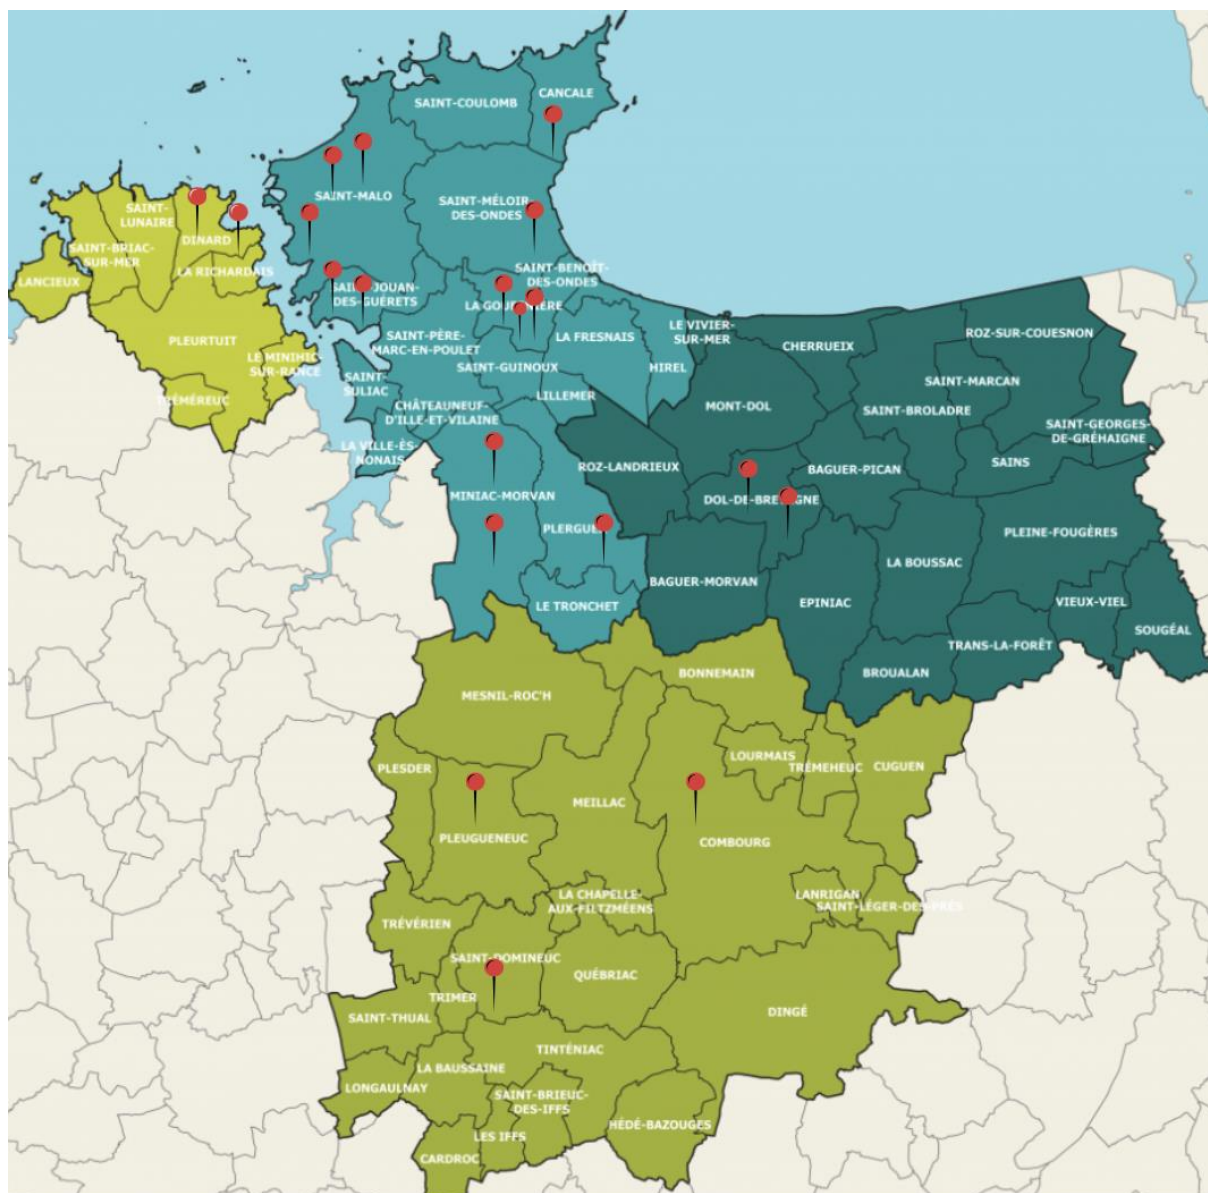 CANCALE
SAINT-COULOMB
SAINT-MALO
SAINT-MÉLOIR
DES-ONDES
SAINT-
LUNAIRE
DINARD
SAINT-BRIAC-
SUR-MER
LA RICHARDAIS
LANCIEUX
SAINT-BENOÎT-
DES-ONDES
DES-GUÉRETS
PLEURTUIT
LE MINIHIC-
SUR-RANCE
TRÉMÉREUC
SAINT-PÈRE-
MARC-EN-POULET
LA FRESNAIS
LE VIVIER-
SUR-MER
HIREL
SAINT-GUINOUX
LILLEMER
SAINT-
SULIAC
CHÂTEAUNEUF-
D'ILLE-ET-VILAINE
LA VILLE-ÈS-
NONAIS
CHERRUEIX
ROZ-SUR-COUESNON
SAINT-MARCAN
SAINT-BROLADRE
MONT-DOL
SAINT-GEORGES-
DE-GRÉHAIGNE
SAINS
BAGUER-PICAN
ROZ-LANDRIEUX
MINIAC-MORVAN
PLEINE-FOUGÈRES
LA BOUSSAC
BAGUER-MORVAN
EPINIAC
LE TRONCHET
VIEUX-VIEL
SOUGÉAL
TRANS-LA-FORÊT
BROUALAN
BONNEMAIN
MESNIL-ROC'H
LOURMAIS
TRÉMEHEUC
CUGUEN
PLESDER
MEILLAC
PLEUGUENEUC
COMBOURG
LA CHAPELLE-
AUX-FILTZMÉENS
LANRIGAN
SAINT-LÉGER-DES-PRÉS
TRÉVÉRIEN
SAINT-DOMINEUC
QUÉBRIAC
TRIMER
SAINT-THUAL
DINGÉ
TINTÉNIAC
LA BAUSSAINE
LONGAULNAY
SAINT-BRIEUC-
DES-IFFS
HÉDÉ-BAZOUGES
LES IFFS
CARDROC